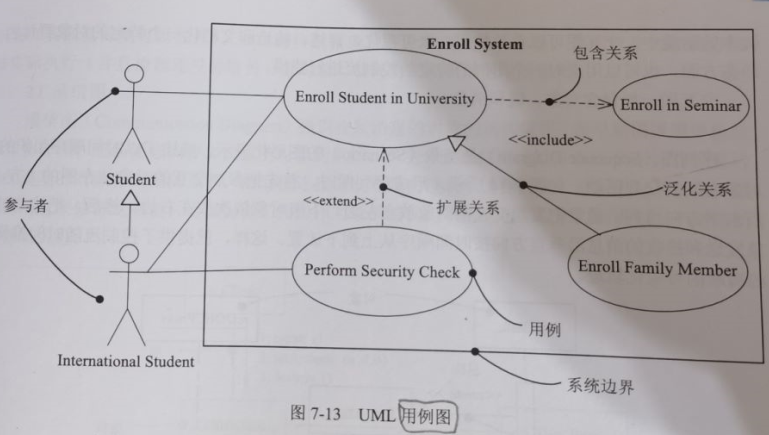 Enroll System
包含关系
Enroll Student in University
Enroll in Seminar
<<include>>
Student
<<extend>>
扩展关系
泛化关系
参与者
Perform Security Check
Enroll Family Member
用例
International Student
系统边界
图 7-13 UML 用例图